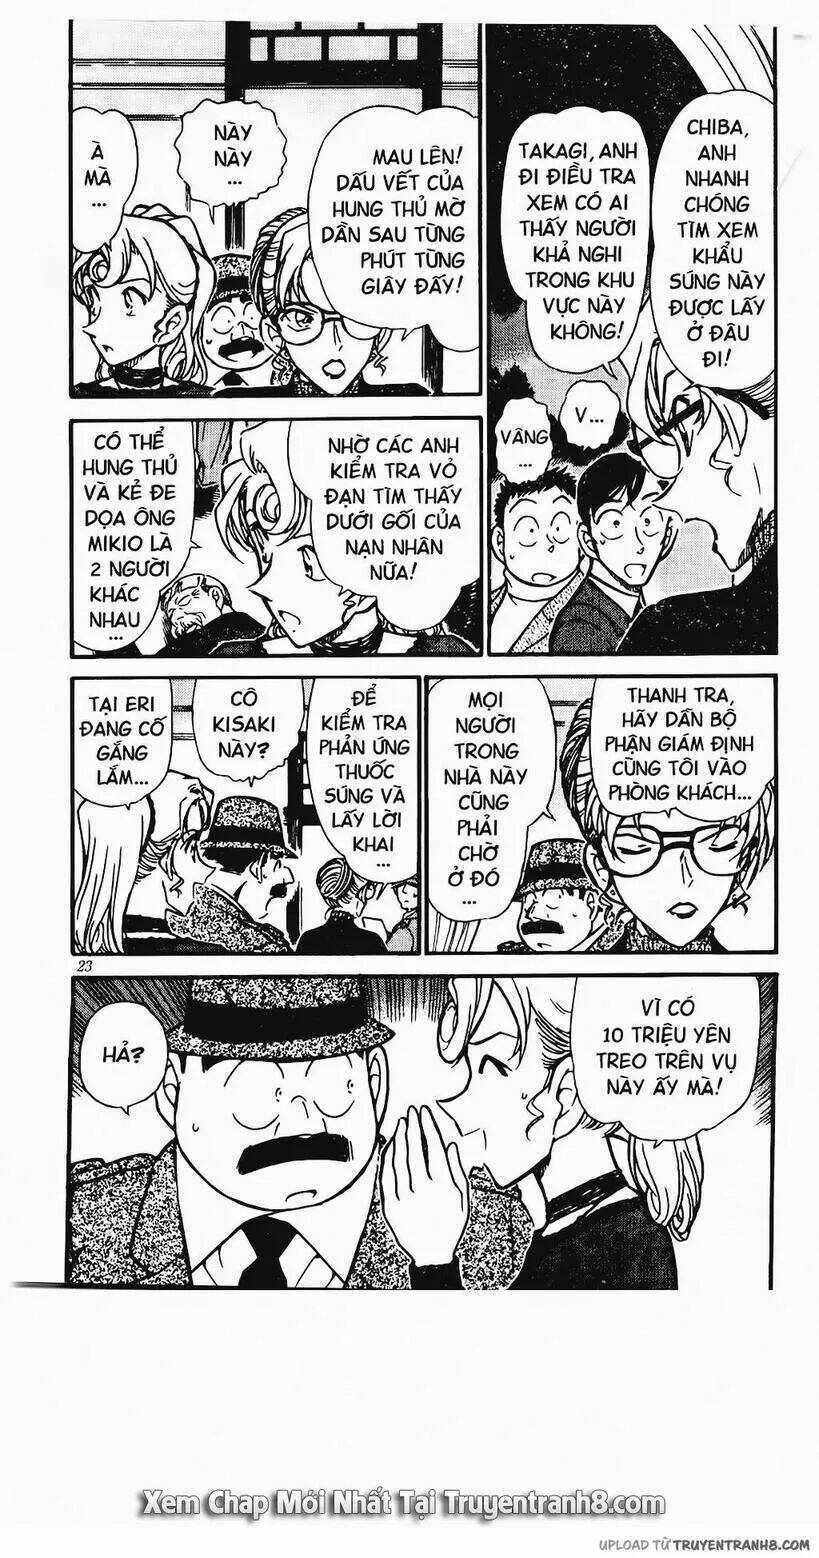 CHIBA,
ANH
NHANH
CHÓNG
TÌM XEM
KHẨU
SÚNG NÀY
ĐƯỢC LẤY
Ở ĐÂU
ĐI!
TAKAGI, ANH
ĐI ĐIỀU TRA
XEM CÓ AI
THẤY NGƯỜI
KHẢ NGHI
TRONG KHU
VỰC NÀY
KHÔNG!
V...
VÂNG
...
MAU LÊN!
DẤU VẾT CỦA
HUNG THỦ MỜ
DẦN SAU TỪNG
PHÚT TỪNG
GIÂY ĐẤY!
NÀY
NÀY
...
À
MÀ
...
NHỜ CÁC ANH
KIỂM TRA VỎ
ĐẠN TÌM THẤY
DƯỚI GỐI CỦA
NẠN NHÂN
NỮA!
CÓ THỂ
HUNG THỦ
VÀ KẺ ĐE
DỌA ÔNG
MIKIO LÀ
2 NGƯỜI
KHÁC
NHAU
...
THANH TRA,
HÃY DẪN BỘ
PHẬN GIÁM ĐỊNH
CÙNG TÔI VÀO
PHÒNG KHÁCH...
MỌI
NGƯỜI
TRONG
NHÀ NÀY
CŨNG
PHẢI
CHỜ
Ở ĐÓ
...
ĐỂ
KIỂM TRA
PHẢN ỨNG
THUỐC
SÚNG VÀ
LẤY LỜI
KHAI
CÔ
KISAKI
NÀY?
TẠI ERI
ĐANG CỐ
GẮNG
LẮM...
23
VÌ CÓ
10 TRIỆU YÊN
TREO TRÊN VỤ
NÀY ẤY MÀ!
HẢ?
Xem Chap Mới Nhất Tại Truyentranh8.com
UPLOAD TỪ TRUYENTRANH8.COM